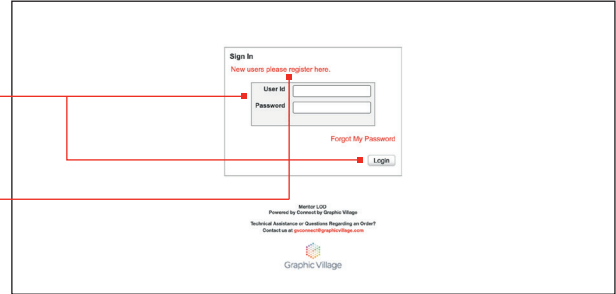 Sign In
New users please register here.
User Id
Password
Forgot My Password
Login
Mentor LOO
Powered by Connect by Graphic Village
Technical Assistance or Questions Regarding an Order?
Contact us at gvconnect@graphicvillage.com
Graphic Village